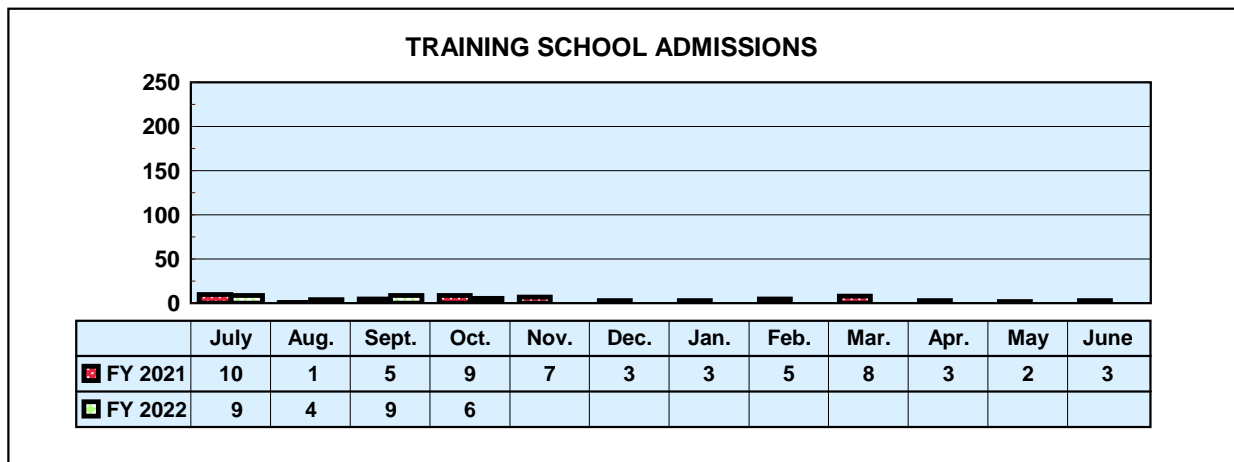 TRAINING SCHOOL ADMISSIONS
250
200
150
100
50
0
July Aug. Sept. Oct. Nov. Dec. Jan. Feb. Mar. Apr. May June
FY 2021 10 1 5 9 7 3 3 5 8 3 2 3
FY 2022 9 4 9 6